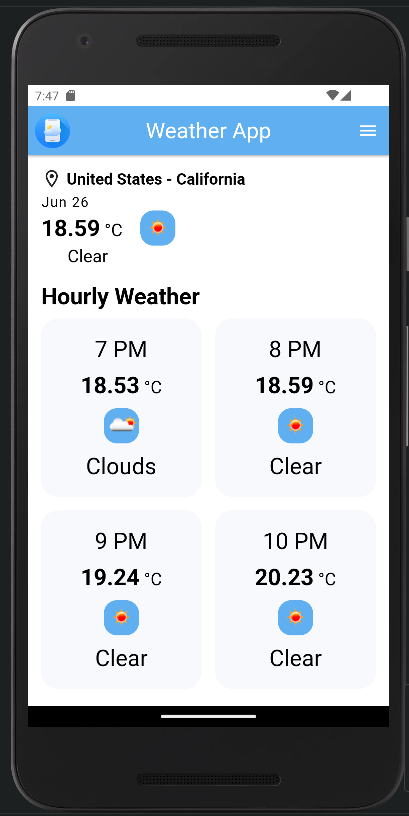 7:47
Weather App
United States - California
Jun 26
18.59 °C
Clear
Hourly Weather
7 PM
18.53 °C
Clouds
8 PM
18.59 °C
Clear
9 PM
19.24 °C
Clear
10 PM
20.23 °C
Clear